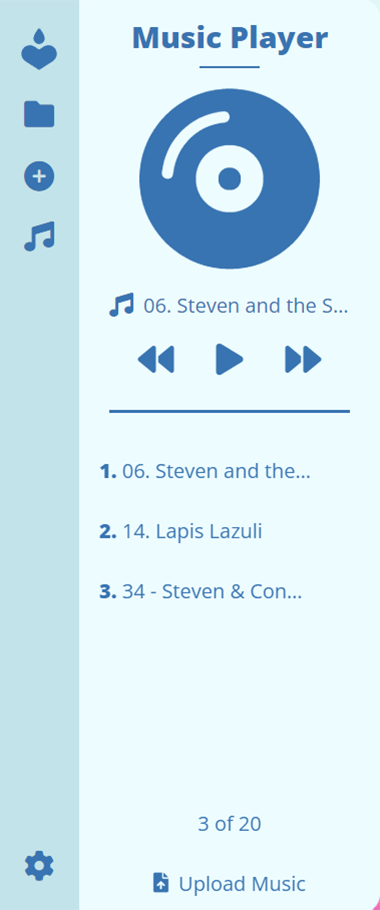 Music Player
06. Steven and the S...
1. 06. Steven and the...
2. 14. Lapis Lazuli
3. 34 - Steven & Con...
3 of 20
Upload Music